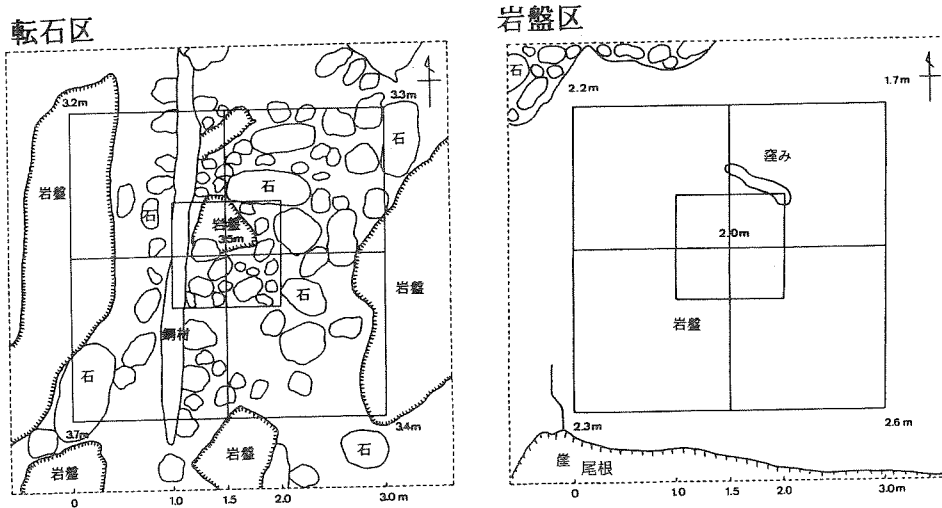 転石区
3.2m
3.3m
岩盤
石
石
石
岩盤
3.5m
岩盤
石
鋼材
石
3.7m
3.4m
岩盤
岩盤
石
0 1.0 1.5 2.0 3.0m
岩盤区
石
2.2m
1.7m
窪み
2.0m
岩盤
2.3m
2.6m
崖
尾根
0 1.0 1.5 2.0 3.0m